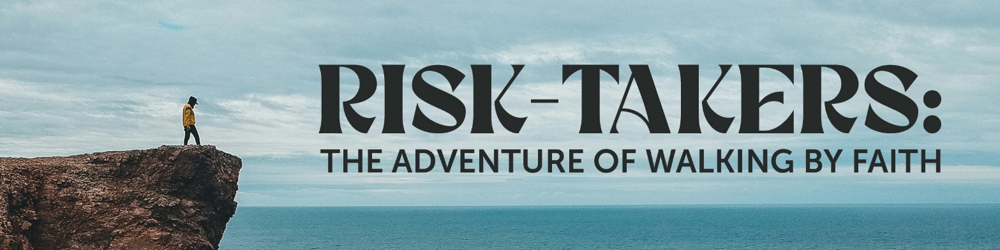 RISK-TAKERS:
THE ADVENTURE OF WALKING BY FAITH